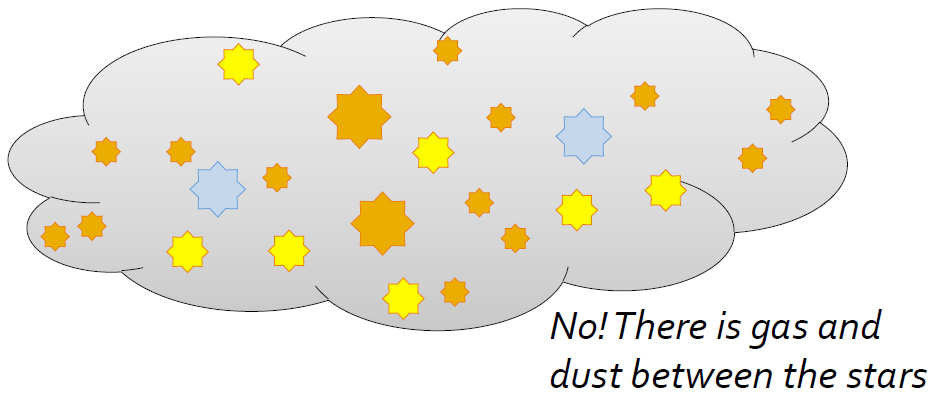 No! There is gas and
dust between the stars